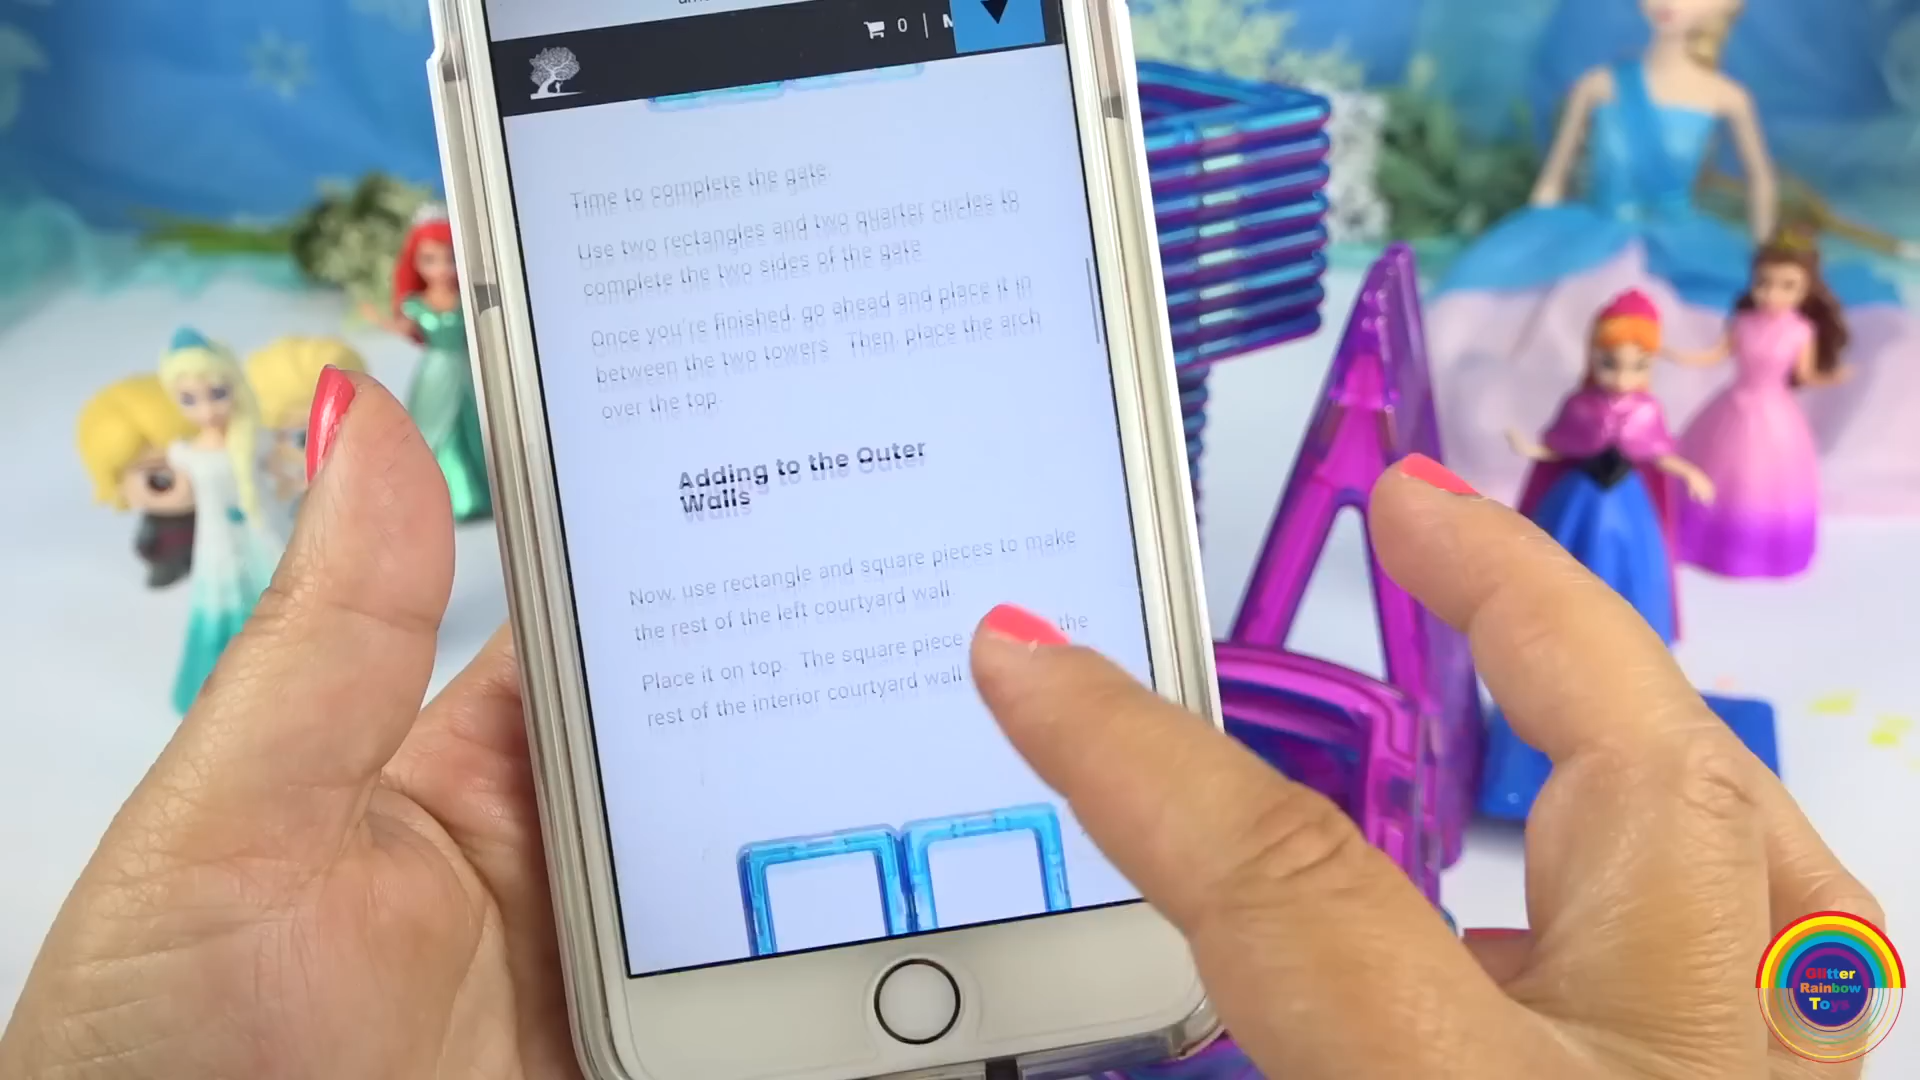 0 |
Time to complete the gate.
Use two rectangles and two quarter circles to
complete the two sides of the gate
Once you're finished, go ahead and place it in
between the two towers. Then, place the arch
over the top.
Adding to the Outer
Walls
Now, use rectangle and square pieces to make
the rest of the left courtyard wall.
Place it on top. The square piece the
rest of the interior courtyard wall
Glitter
Rainbow
Toys